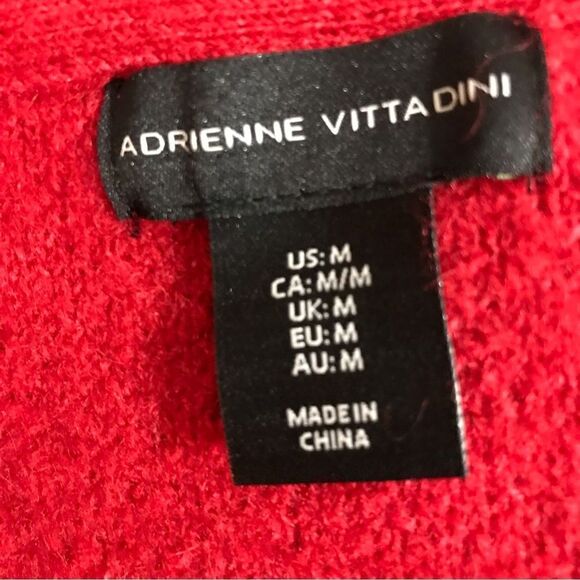 ADRIENNE VITTADINI
US: M
CA: M/M
UK: M
EU: M
AU: M
MADE IN
CHINA